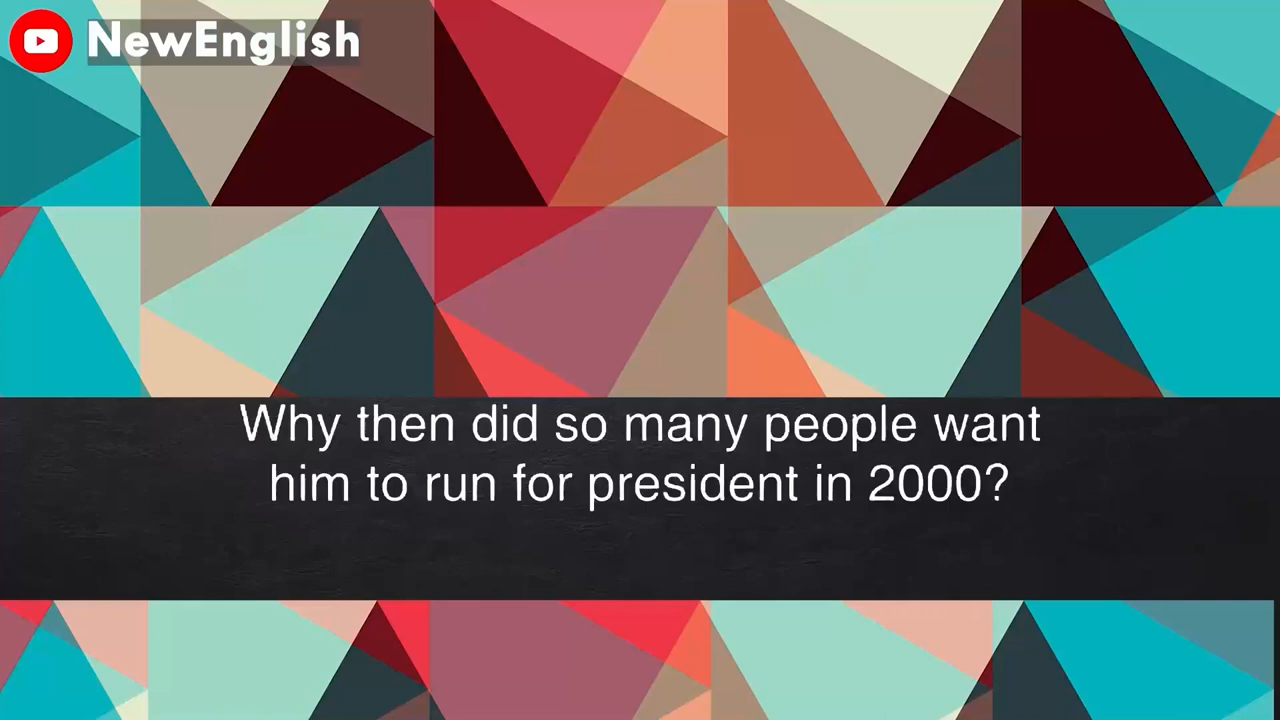 NewEnglish
Why then did so many people want
him to run for president in 2000?